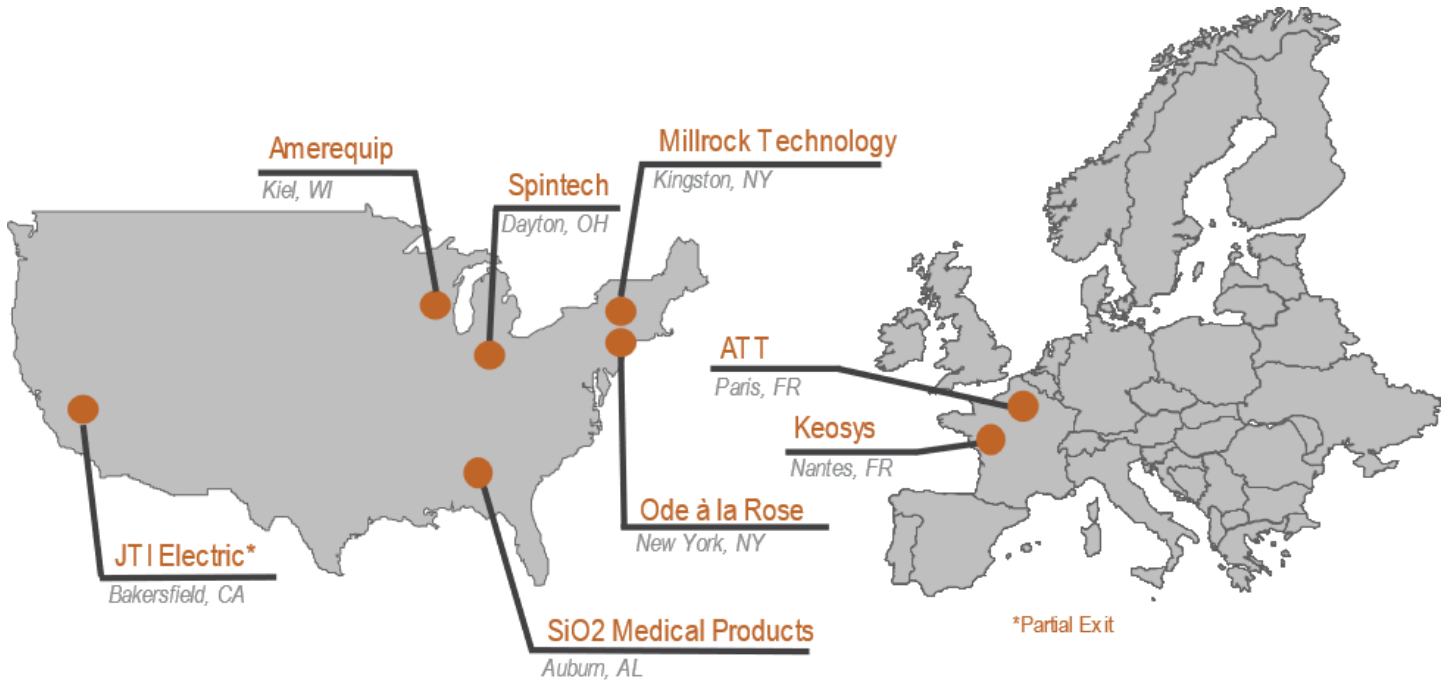 Amerequip
Kiel, WI
Spintech
Dayton, OH
Millrock Technology
Kingston, NY
ATT
Paris, FR
Keosys
Nantes, FR
Ode à la Rose
New York, NY
JTI Electric*
Bakersfield, CA
SiO2 Medical Products
Auburn, AL
*Partial Exit